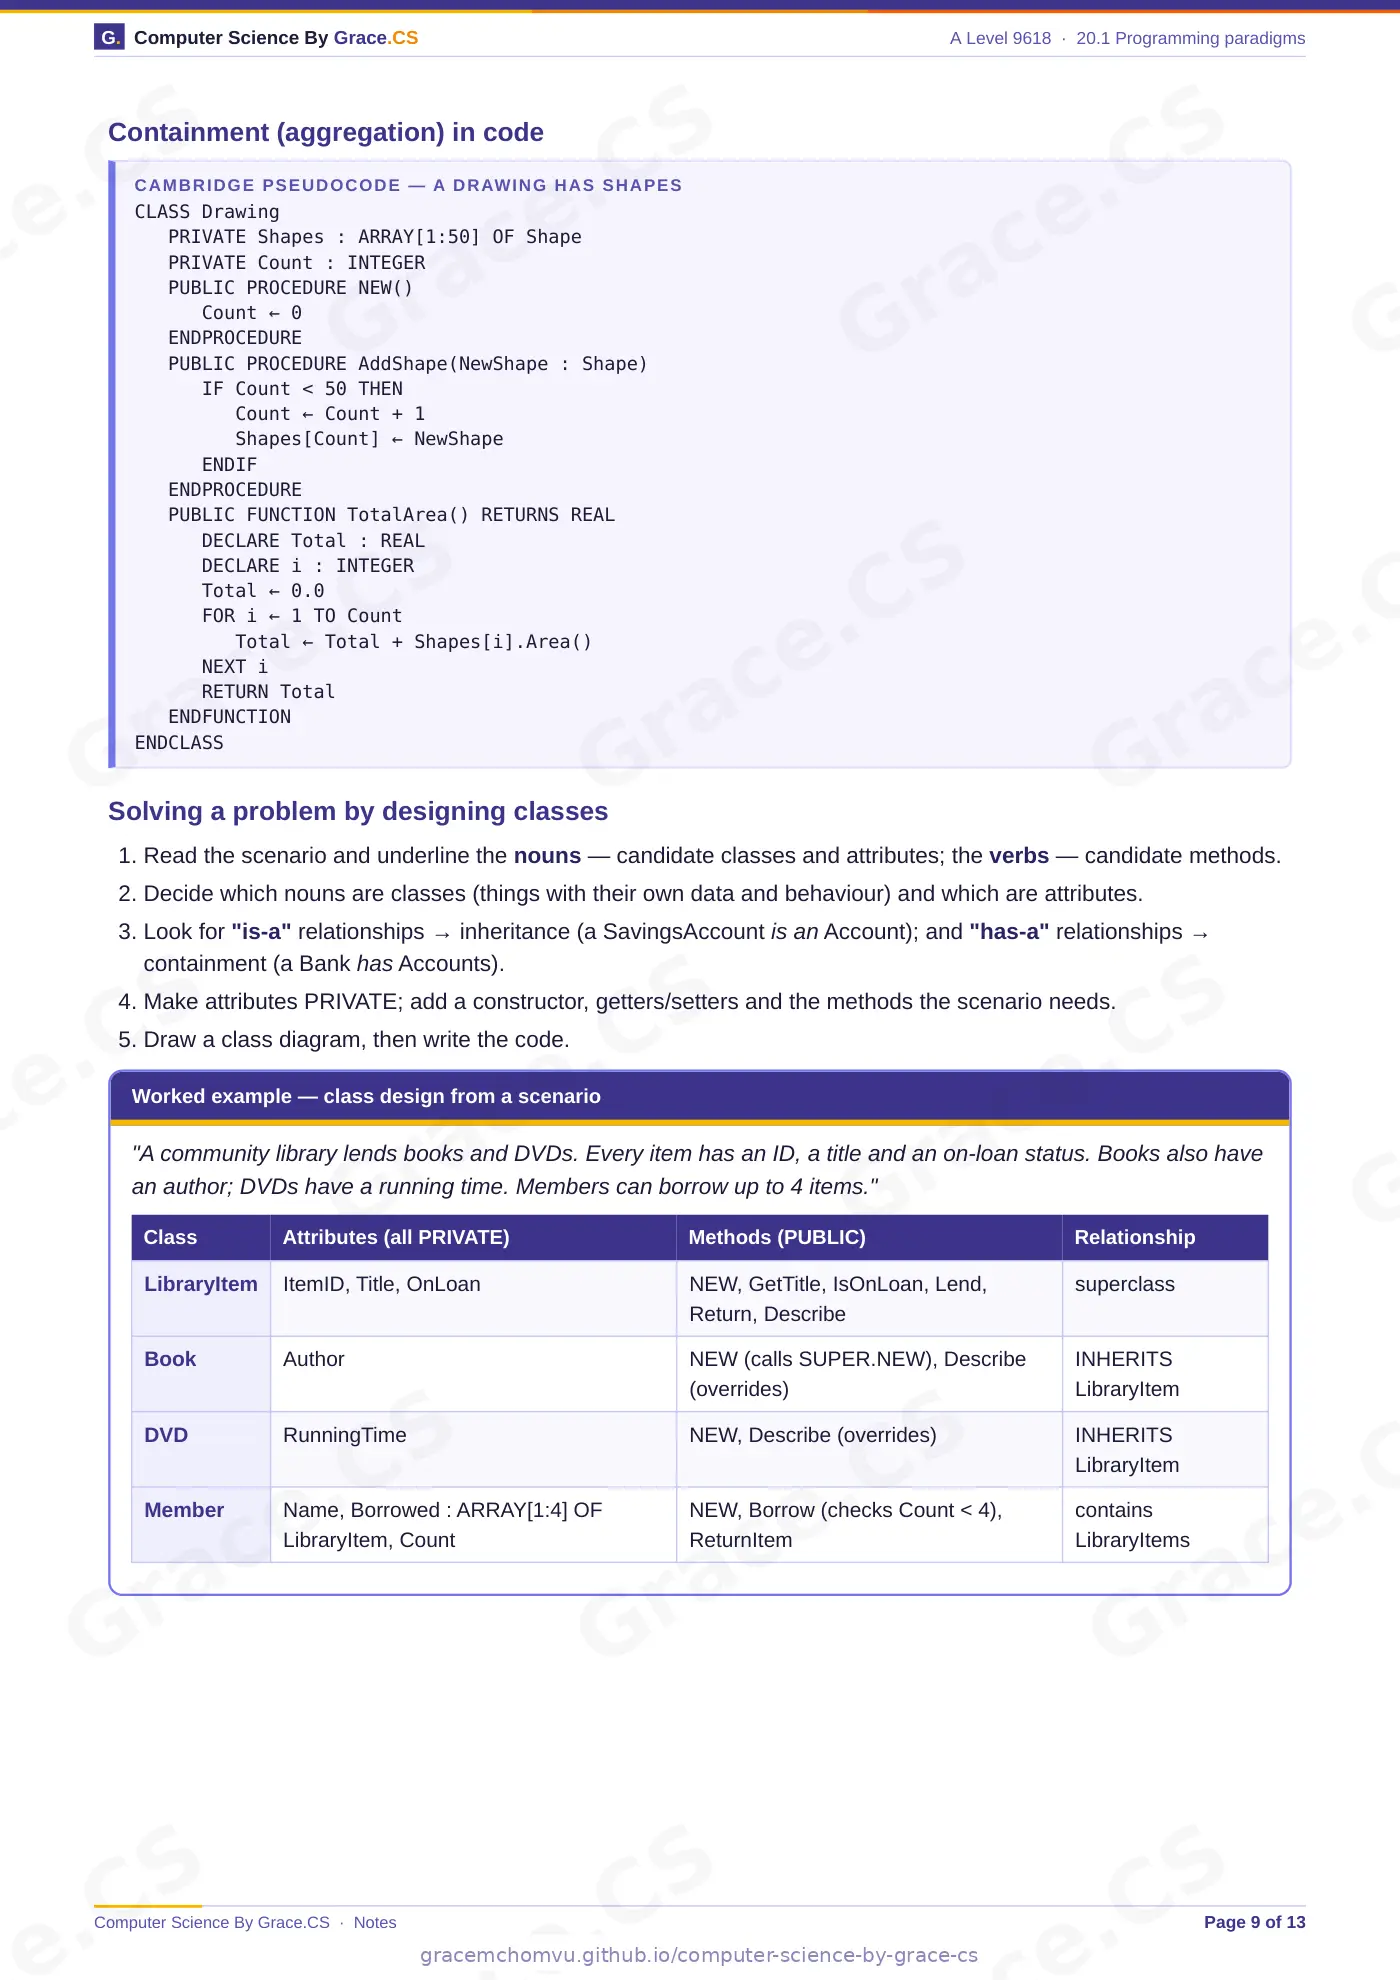 G. Computer Science By Grace.CS
A Level 9618 · 20.1 Programming paradigms
Containment (aggregation) in code
CAMBRIDGE PSEUDOCODE — A DRAWING HAS SHAPES
CLASS Drawing
   PRIVATE Shapes : ARRAY[1:50] OF Shape
   PRIVATE Count : INTEGER
   PUBLIC PROCEDURE NEW()
      Count ← 0
   ENDPROCEDURE
   PUBLIC PROCEDURE AddShape(NewShape : Shape)
      IF Count < 50 THEN
         Count ← Count + 1
         Shapes[Count] ← NewShape
      ENDIF
   ENDPROCEDURE
   PUBLIC FUNCTION TotalArea() RETURNS REAL
      DECLARE Total : REAL
      DECLARE i : INTEGER
      Total ← 0.0
      FOR i ← 1 TO Count
         Total ← Total + Shapes[i].Area()
      NEXT i
      RETURN Total
   ENDFUNCTION
ENDCLASS
Solving a problem by designing classes
1. Read the scenario and underline the nouns — candidate classes and attributes; the verbs — candidate methods.
2. Decide which nouns are classes (things with their own data and behaviour) and which are attributes.
3. Look for "is-a" relationships → inheritance (a SavingsAccount is an Account); and "has-a" relationships →
containment (a Bank has Accounts).
4. Make attributes PRIVATE; add a constructor, getters/setters and the methods the scenario needs.
5. Draw a class diagram, then write the code.
Worked example — class design from a scenario
"A community library lends books and DVDs. Every item has an ID, a title and an on-loan status. Books also have
an author; DVDs have a running time. Members can borrow up to 4 items."
Class Attributes (all PRIVATE) Methods (PUBLIC) Relationship
LibraryItem ItemID, Title, OnLoan NEW, GetTitle, IsOnLoan, Lend, superclass
Return, Describe
Book Author NEW (calls SUPER.NEW), Describe INHERITS
(overrides) LibraryItem
DVD RunningTime NEW, Describe (overrides) INHERITS
LibraryItem
Member Name, Borrowed : ARRAY[1:4] OF NEW, Borrow (checks Count < 4), contains
LibraryItem, Count ReturnItem LibraryItems
Computer Science By Grace.CS · Notes
Page 9 of 13
gracemchomvu.github.io/computer-science-by-grace-cs